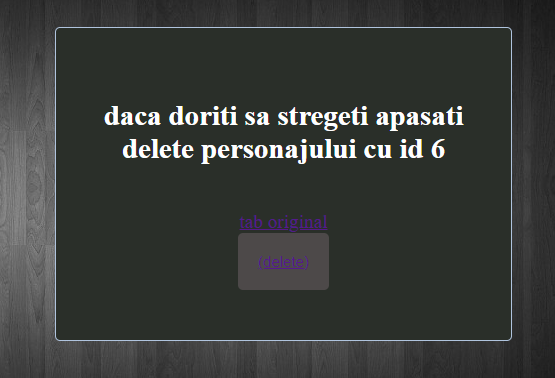 daca doriti sa stregeti apasati
delete personajului cu id 6
tab original
(delete)